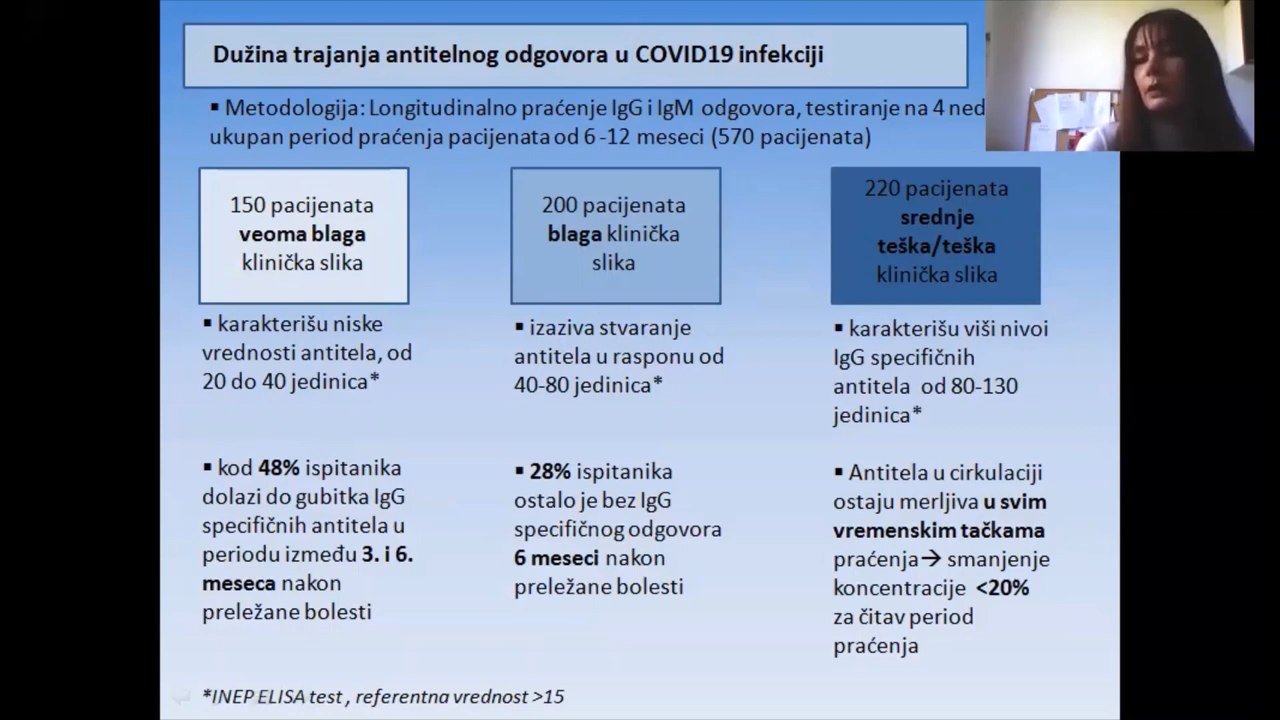 Dužina trajanja antitelnog odgovora u COVID19 infekciji
▪ Metodologija: Longitudinalno praćenje IgG i IgM odgovora, testiranje na 4
ukupan period praćenja pacijenata od 6 -12 meseci (570 pacijenata)
150 pacijenata
veoma blaga
klinička slika
▪ karakterišu niske
vrednosti antitela, od
20 do 40 jedinica*
▪ kod 48% ispitanika
dolazi do gubitka IgG
specifičnih antitela u
periodu između 3. i 6.
meseca nakon
preležane bolesti
200 pacijenata
blaga klinička
slika
▪ izaziva stvaranje
antitela u rasponu od
40-80 jedinica*
▪ 28% ispitanika
ostalo je bez IgG
specifičnog odgovora
6 meseci nakon
preležane bolesti
220 pacijenata
srednje
teška/teška
klinička slika
▪ karakterišu viši nivoi
IgG specifičnih
antitela od 80-130
jedinica*
▪ Antitela u cirkulaciji
ostaju merljiva u svim
vremenskim tačkama
praćenja→ smanjenje
koncentracije <20%
za čitav period
praćenja
*INEP ELISA test , referentna vrednost >15